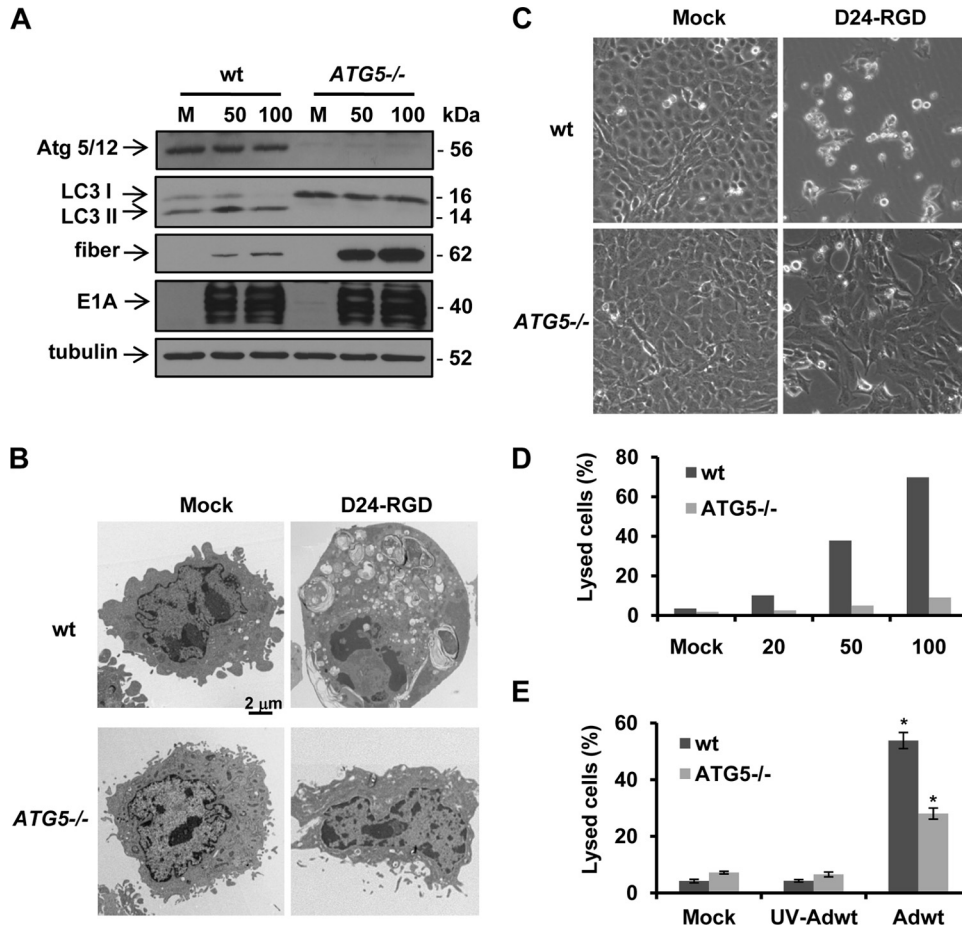 A
wt ATG5-/-
M 50 100 M 50 100 kDa
Atg 5/12 - 56
LC3 I - 16
LC3 II - 14
fiber - 62
E1A - 40
tubulin - 52
B
Mock D24-RGD
wt
2 μm
ATG5-/-
C
Mock D24-RGD
wt
ATG5-/-
D
Lysed cells (%)
80
60
40
20
0
wt
ATG5-/-
Mock 20 50 100
E
Lysed cells (%)
60
40
20
0
wt
ATG5-/-
* *
Mock UV-Adwt Adwt